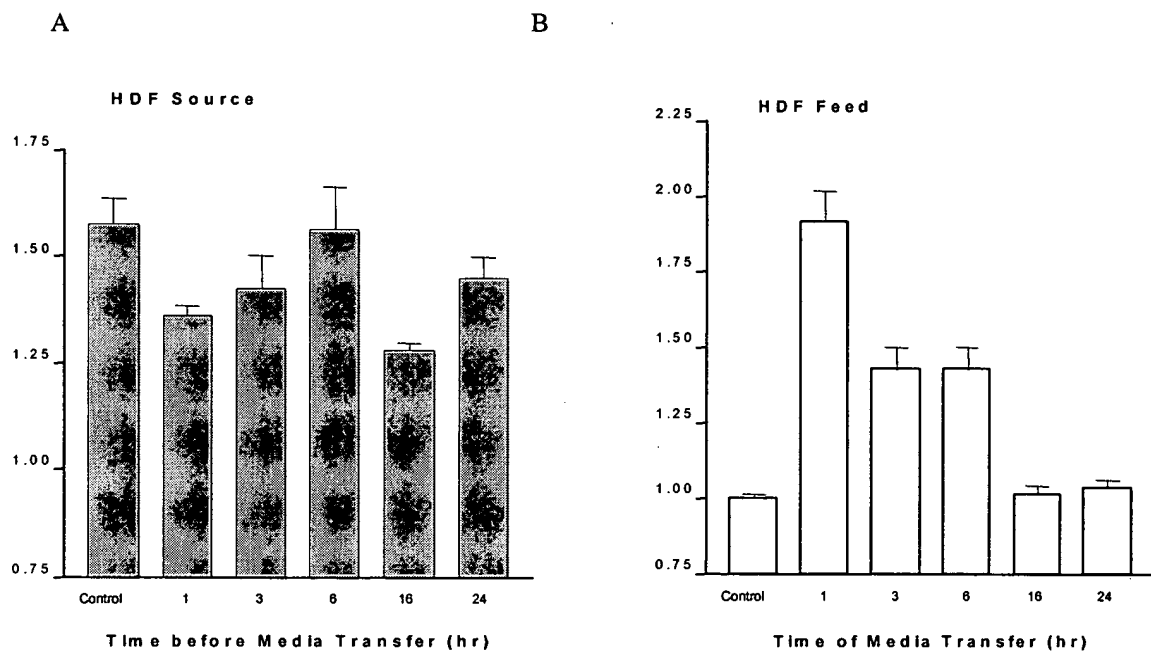 A
B
HDF Source
1.75
1.50
1.25
1.00
0.75
Control 1 3 6 16 24
Time before Media Transfer (hr)
HDF Feed
2.25
2.00
1.75
1.50
1.25
1.00
0.75
Control 1 3 6 16 24
Time of Media Transfer (hr)